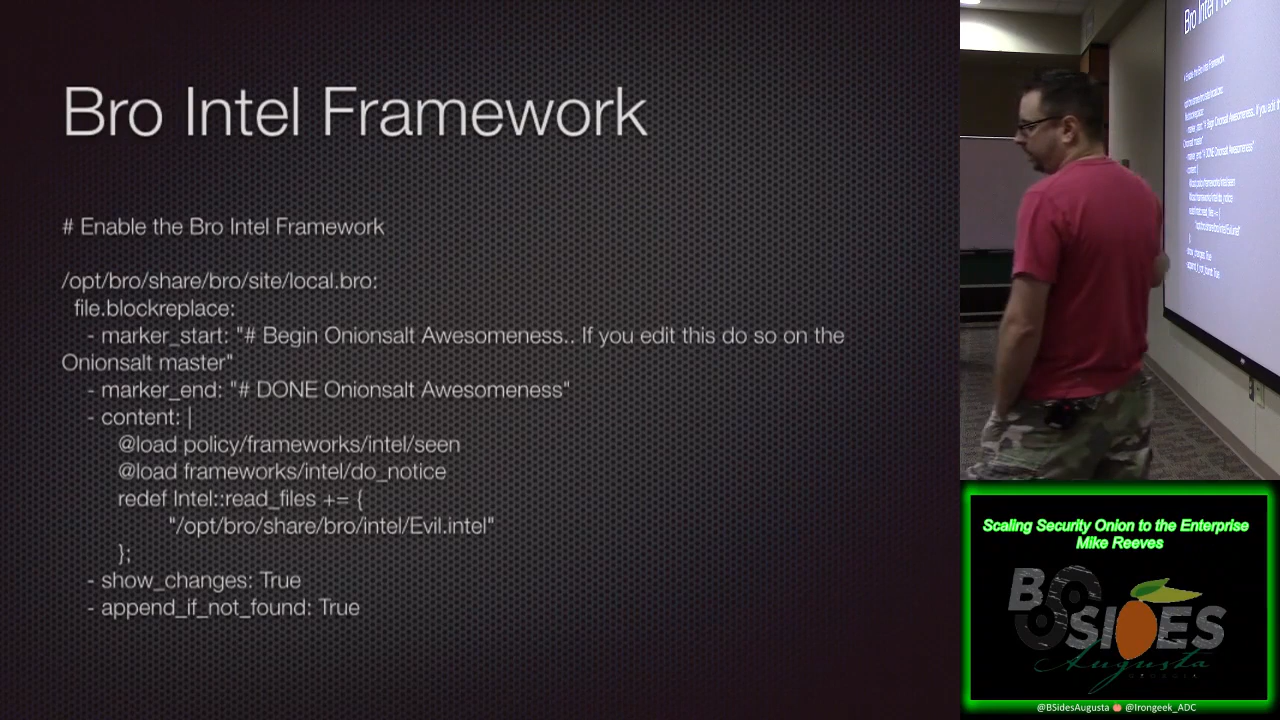 Bro Intel Framework
# Enable the Bro Intel Framework
/opt/bro/share/bro/site/local.bro:
file.blockreplace:
- marker_start: "# Begin Onionsalt Awesomeness.. If you edit this do so on the
Onionsalt master"
- marker_end: "# DONE Onionsalt Awesomeness"
- content: |
@load policy/frameworks/intel/seen
@load frameworks/intel/do_notice
redef Intel::read_files += {
"/opt/bro/share/bro/intel/Evil.intel"
};
- show_changes: True
- append_if_not_found: True
Scaling Security Onion to the Enterprise
Mike Reeves
BSIDES
Augusta
GEORGIA
@BSidesAugusta @Irongeek_ADC